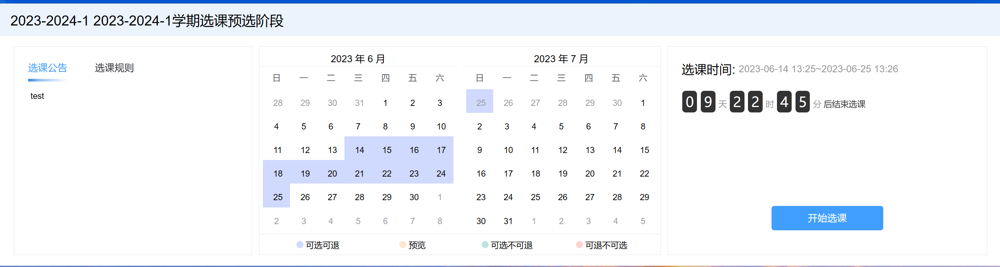 2023-2024-1 2023-2024-1学期选课预选阶段
选课公告 选课规则
test
2023 年 6 月
日 一 二 三 四 五 六
28 29 30 31 1 2 3
4 5 6 7 8 9 10
11 12 13 14 15 16 17
18 19 20 21 22 23 24
25 26 27 28 29 30 1
2 3 4 5 6 7 8
2023 年 7 月
日 一 二 三 四 五 六
25 26 27 28 29 30 1
2 3 4 5 6 7 8
9 10 11 12 13 14 15
16 17 18 19 20 21 22
23 24 25 26 27 28 29
30 31 1 2 3 4 5
可选可退 预览 可选不可退 可退不可选
选课时间: 2023-06-14 13:25~2023-06-25 13:26
09天22时45分后结束选课
开始选课